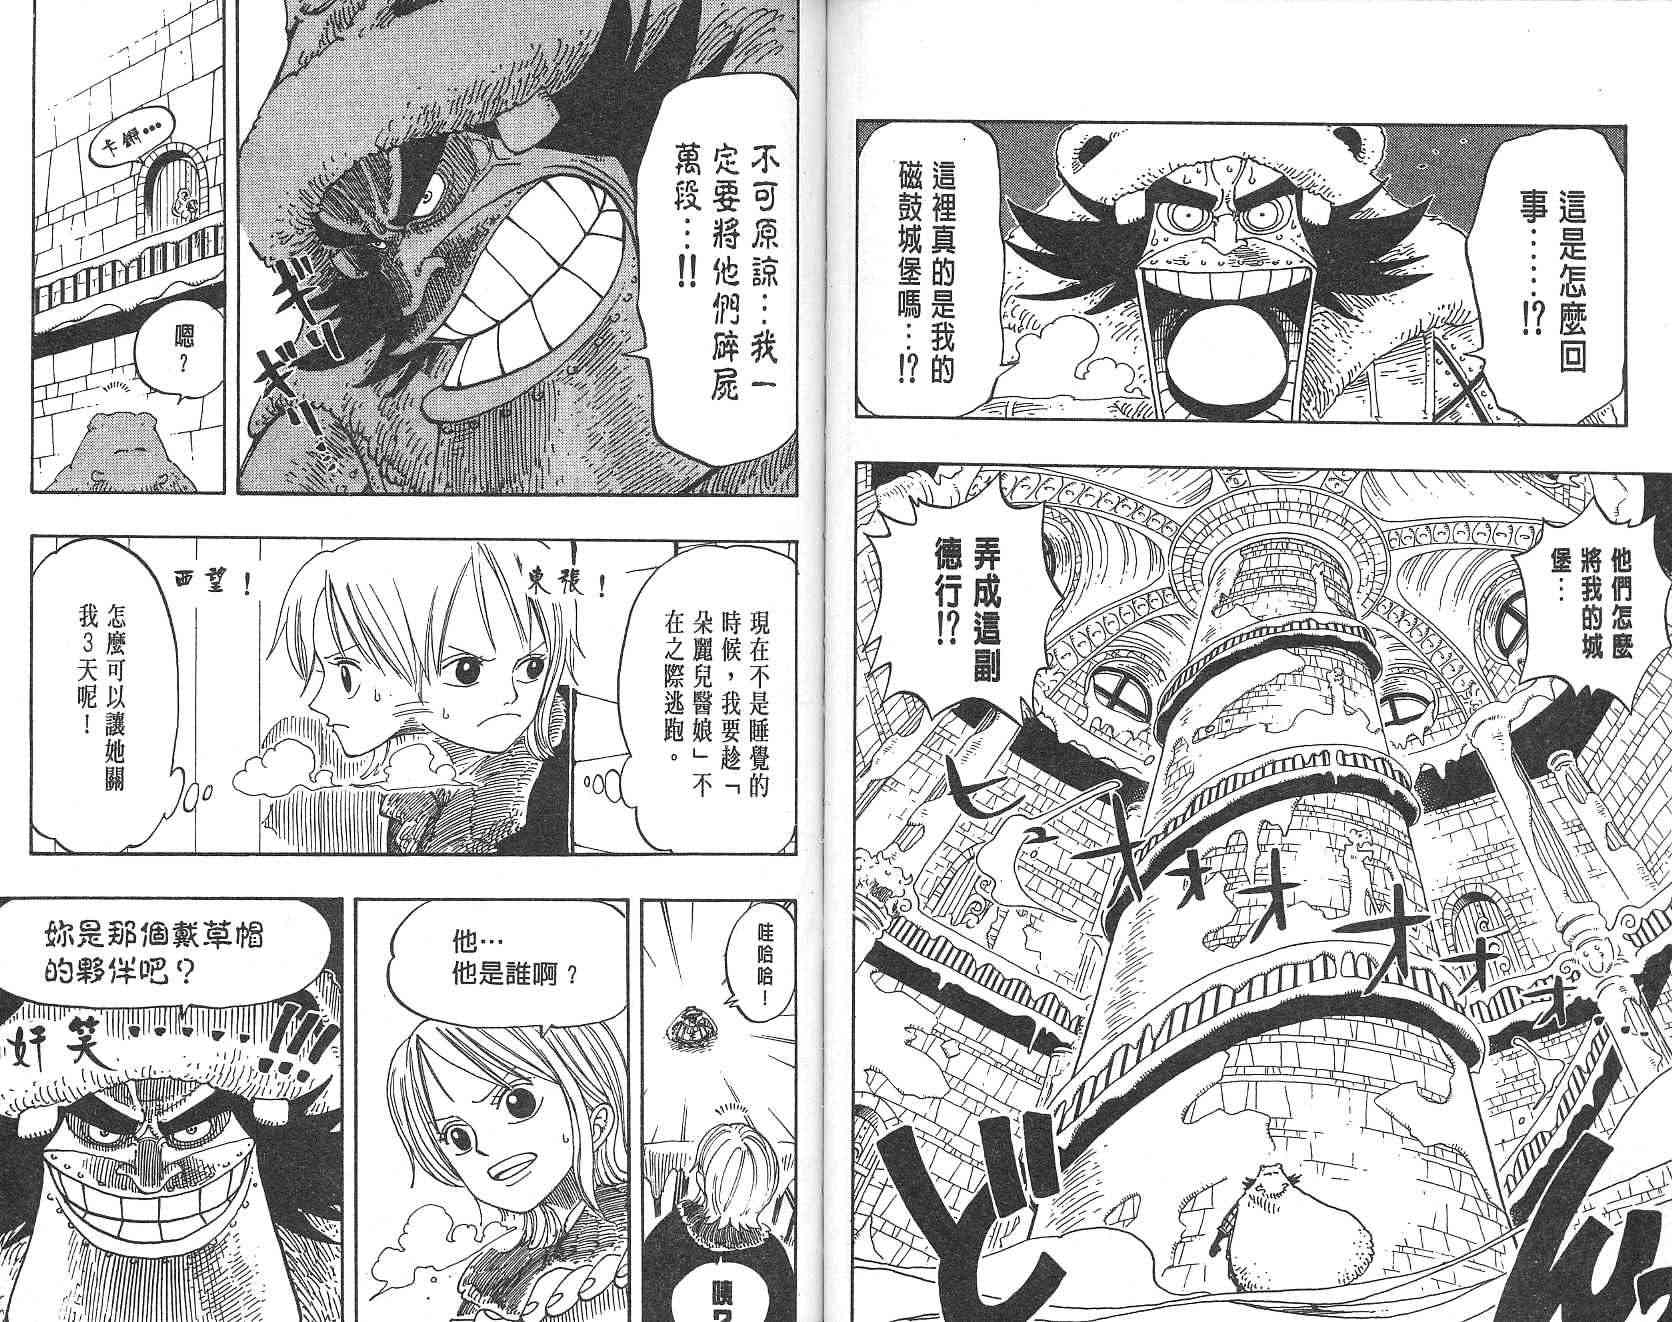 這是怎麼回
事……!?
這裡真的是我的
磁鼓城堡嗎…!?
他們怎麼
將我的城
堡…
弄成這副
德行!?
不可原諒…我一
定要將他們碎屍
萬段…!!
卡鏘…
嗯?
現在不是睡覺的
時候，我要趁「
朵麗兒醫娘」不
在之際逃跑。
東張!
西望!
怎麼可以讓她關
我3天呢!
哇哈哈!
咦?
他…
他是誰啊?
妳是那個戴草帽
的夥伴吧?
奸笑……!!!